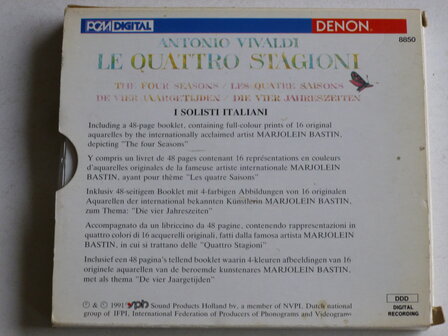 PCM DIGITAL
DENON
8850
ANTONIO VIVALDI
LE QUATTRO STAGIONI
THE FOUR SEASONS / LES QUATRE SAISONS
DE VIER JAARGETIJDEN / DIE VIER JAHRESZEITEN
I SOLISTI ITALIANI
Including a 48-page booklet, containing full-colour prints of 16 original
aquarelles by the internationally acclaimed artist MARJOLEIN BASTIN,
depicting "The four Seasons"
Y compris un livret de 48 pages contenant 16 représentations en couleurs
d'aquarelles originales de la fameuse artiste internationale MARJOLEIN
BASTIN, ayant pour thème "Les quatre Saisons"
Inklusiv 48-seitigem Booklet mit 4-farbigen Abbildungen von 16 originalen
Aquarellen der international bekannten Künstlerin MARJOLEIN BASTIN,
zum Thema: "Die vier Jahreszeiten"
Accompagnato da un libriccino da 48 pagine, contenendo rappresentazioni in
quattro colori di 16 acquerelli originali, fatti dalla famosa artista MARJOLEIN
BASTIN, in cui si trattano delle "Quattro Stagioni"
Inclusief een 48 pagina's tellend booklet waarin 4-kleuren afbeeldingen van 16
originele aquarellen van de beroemde kunstenares MARJOLEIN BASTIN,
met als thema "De vier Jaargetijden"
℗ & © 1991 vph Sound Products Holland bv, a member of NVPI, Dutch national
group of IFPI, International Federation of Producers of Phonograms and Videograms
DDD
DIGITAL
RECORDING